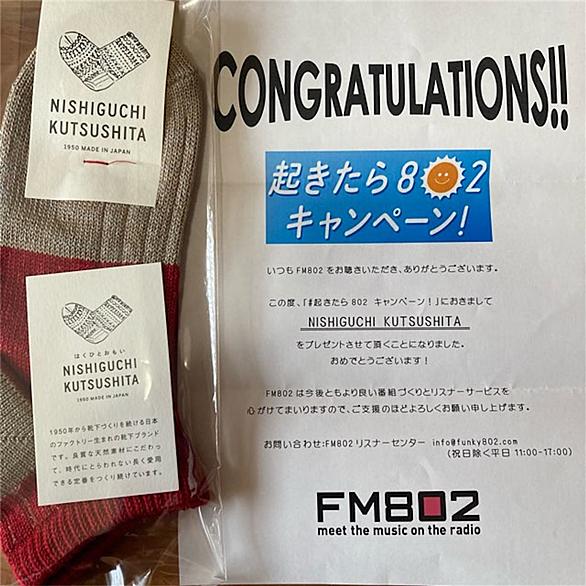 NISHIGUCHI
KUTSUSHITA
1950 MADE IN JAPAN
はくひとおもい
NISHIGUCHI
KUTSUSHITA
1950 MADE IN JAPAN
1950年から靴下づくりを続ける日本
のファクトリー生まれの靴下ブランド
です。良質な天然素材にこだわっ
て、時代にとらわれない長く愛用
できる定番をつくり続けています。
CONGRATULATIONS!!
起きたら802
キャンペーン!
いつもFM802をお聴きいただき、ありがとうございます。
この度、「#起きたら802 キャンペーン!」におきまして
NISHIGUCHI KUTSUSHITA
をプレゼントさせて頂くことになりました。
おめでとうございます!
FM802は今後ともより良い番組づくりとリスナーサービスを
心がけてまいりますので、ご支援のほどよろしくお願い申し上げます。
お問い合わせ:FM802リスナーセンター info@funky802.com
(祝日除く平日 11:00-17:00)
FM802
meet the music on the radio